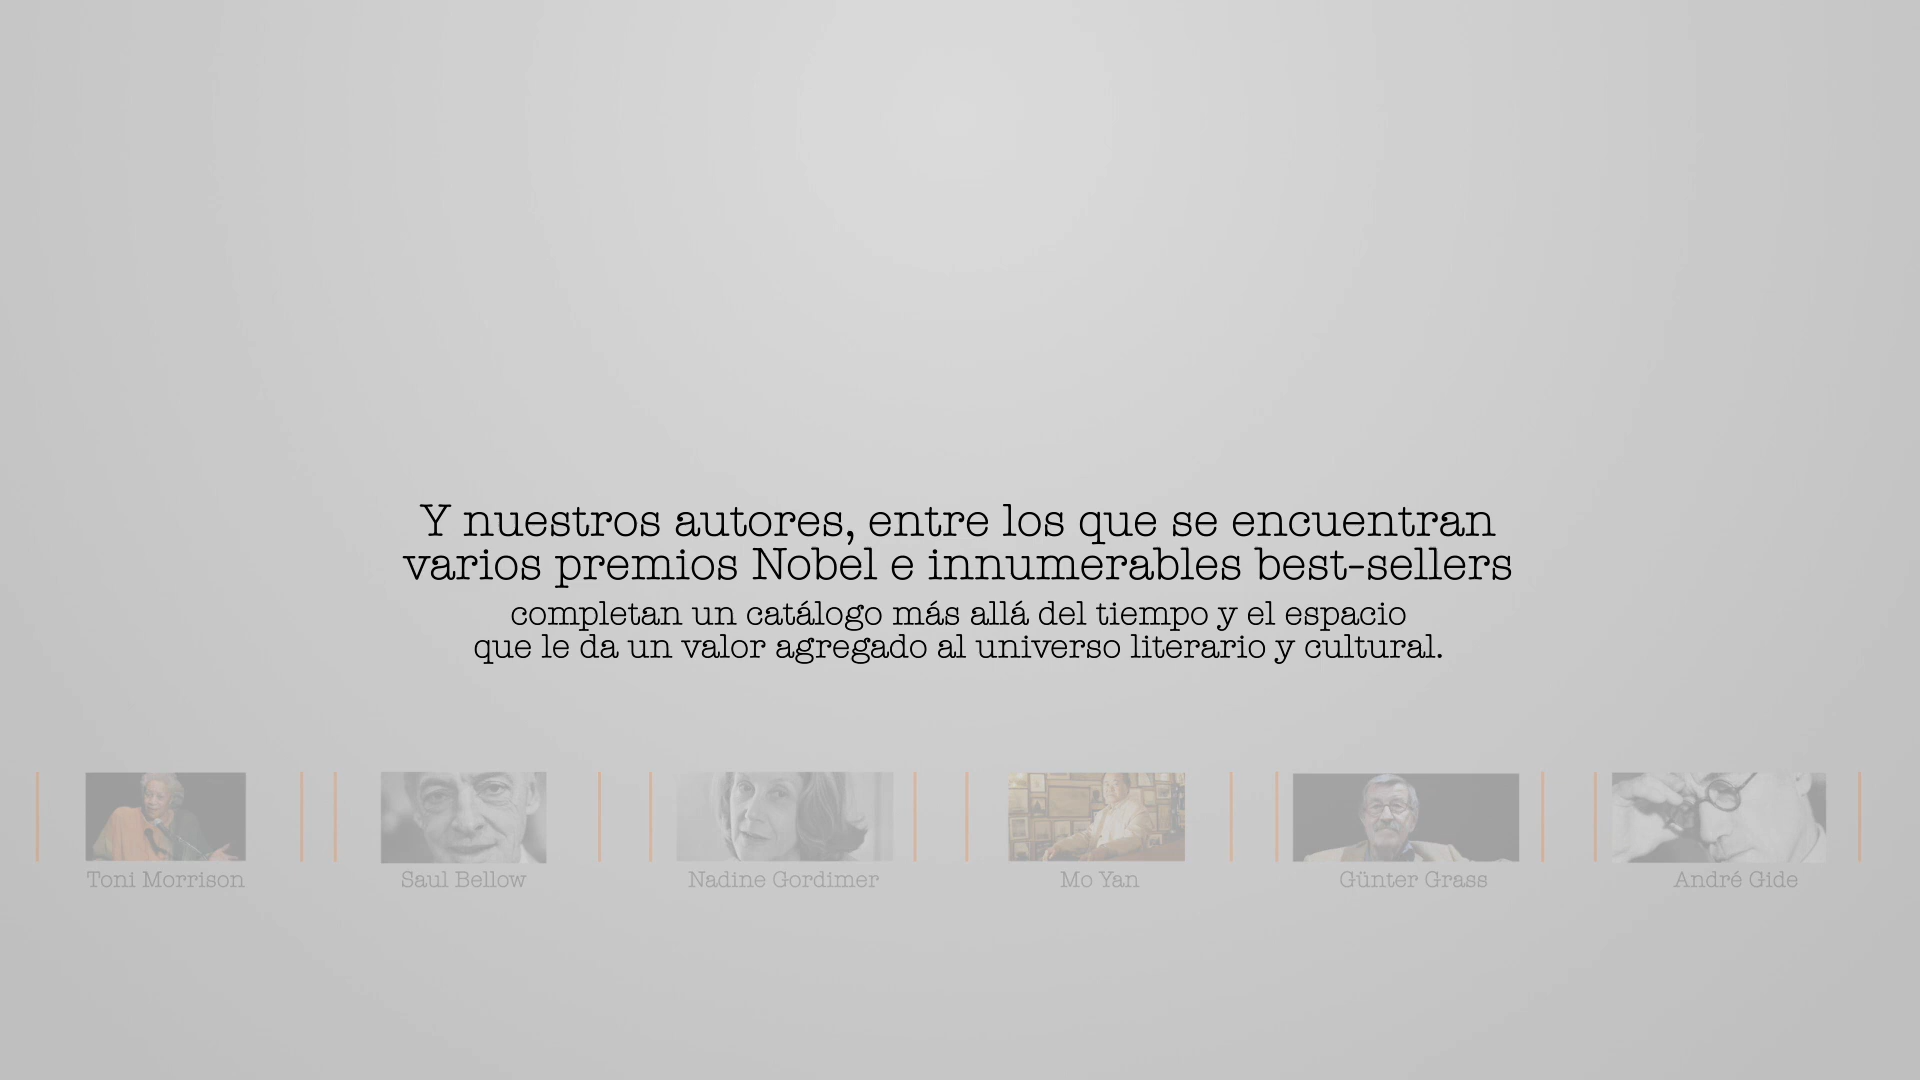 Y nuestros autores, entre los que se encuentran
varios premios Nobel e innumerables best-sellers
completan un catálogo más allá del tiempo y el espacio
que le da un valor agregado al universo literario y cultural.
Toni Morrison
Saul Bellow
Nadine Gordimer
Mo Yan
Günter Grass
André Gide